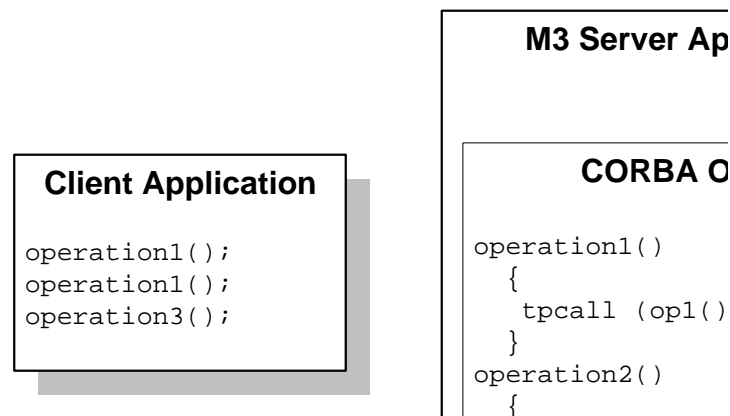 M3 Server Ap
Client Application
operation1();
operation1();
operation3();
CORBA O
operation1()
{
tpcall (op1()
}
operation2()
{